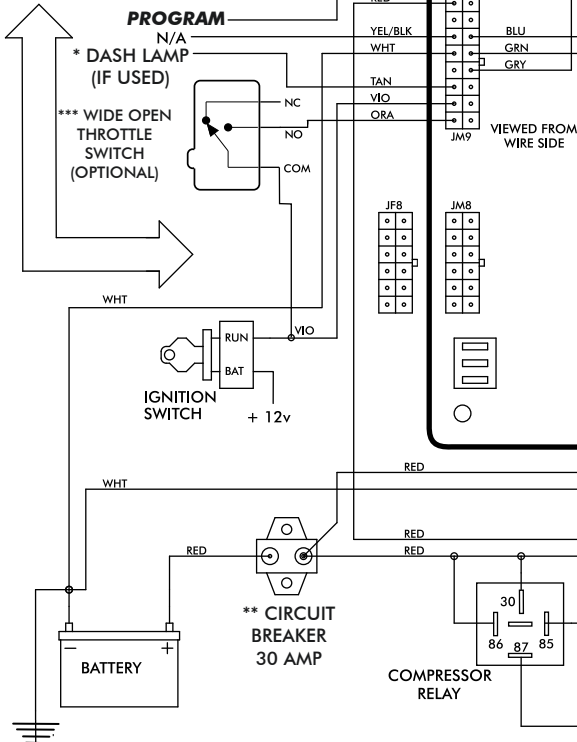 RED
PROGRAM
N/A
YEL/BLK
BLU
* DASH LAMP
(IF USED)
WHT
GRN
GRY
TAN
VIO
ORA
NC
NO
COM
*** WIDE OPEN
THROTTLE
SWITCH
(OPTIONAL)
JM9
VIEWED FROM
WIRE SIDE
JF8
JM8
WHT
RUN
VIO
BAT
IGNITION
SWITCH
+ 12v
RED
WHT
RED
RED
RED
** CIRCUIT
BREAKER
30 AMP
30
86
87
85
COMPRESSOR
RELAY
− +
BATTERY